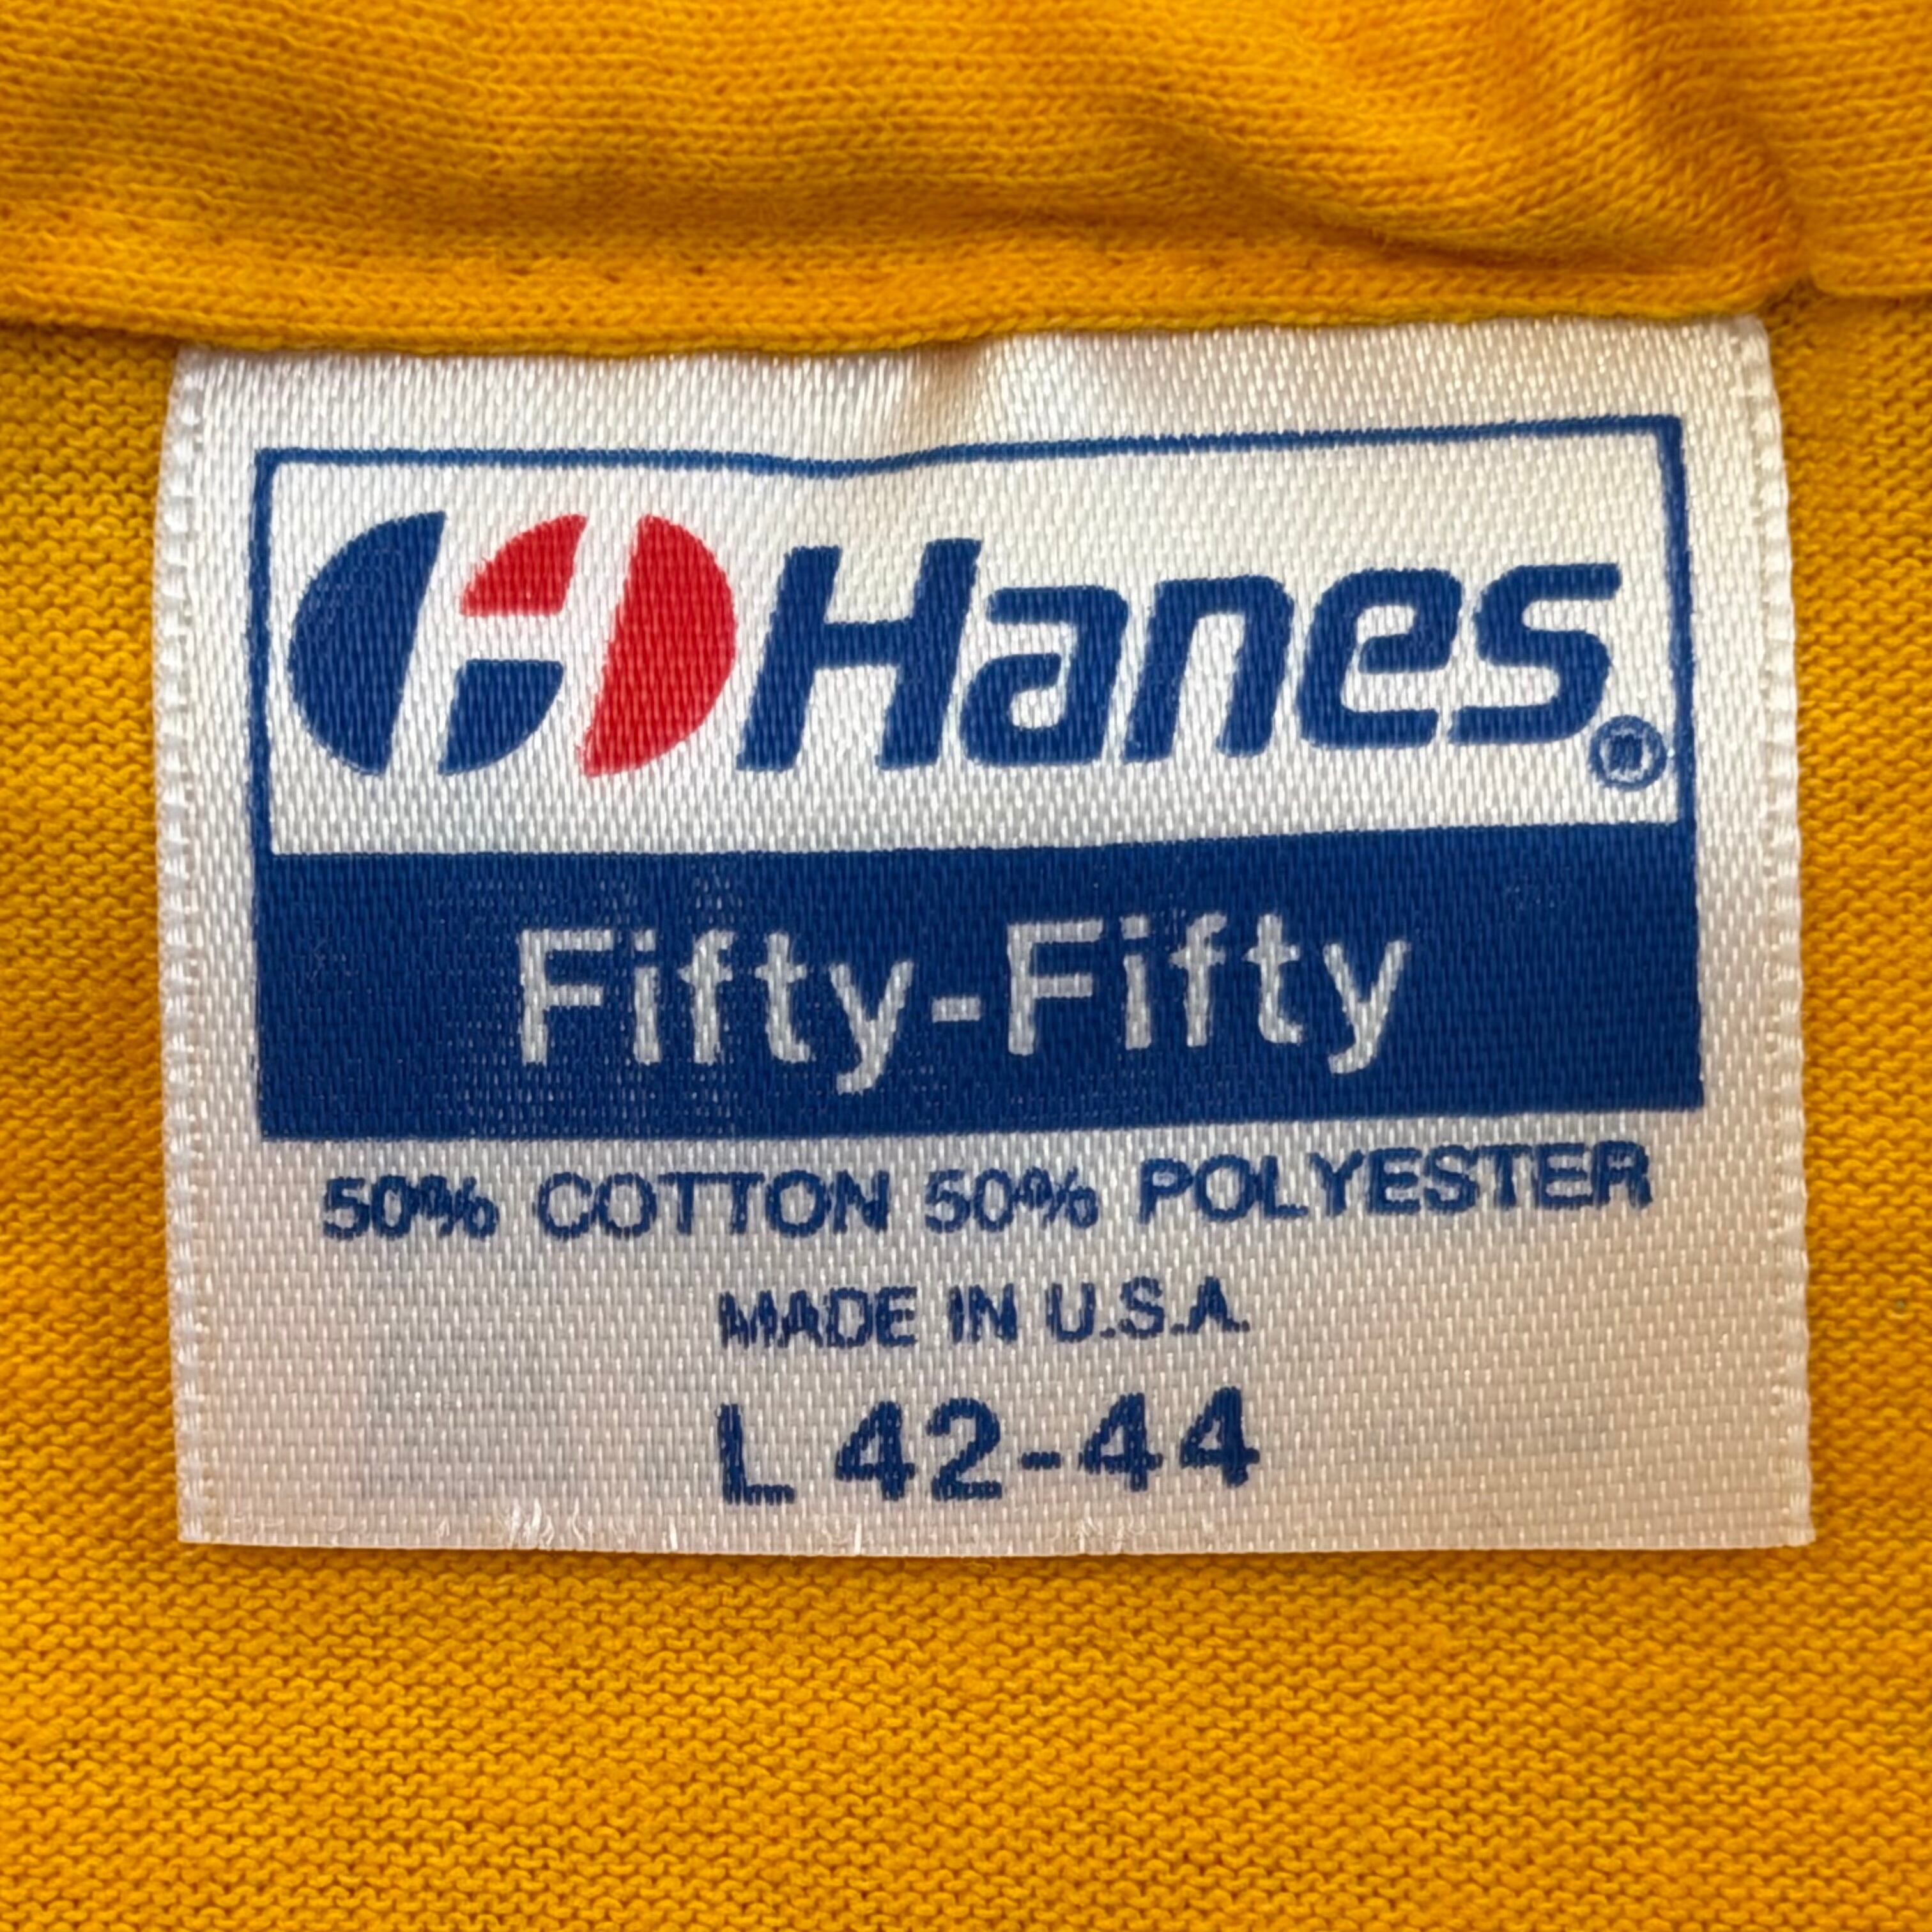 Hanes®
Fifty-Fifty
50% COTTON 50% POLYESTER
MADE IN U.S.A.
L 42-44